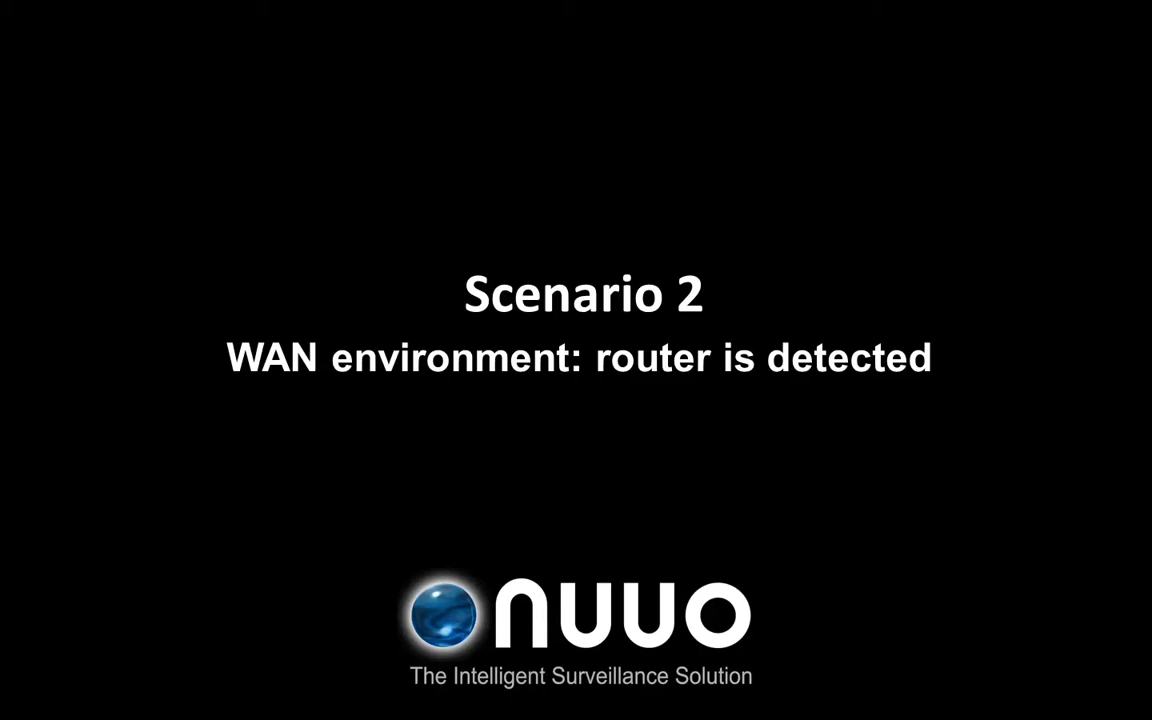 Scenario 2
WAN environment: router is detected
nuuo
The Intelligent Surveillance Solution